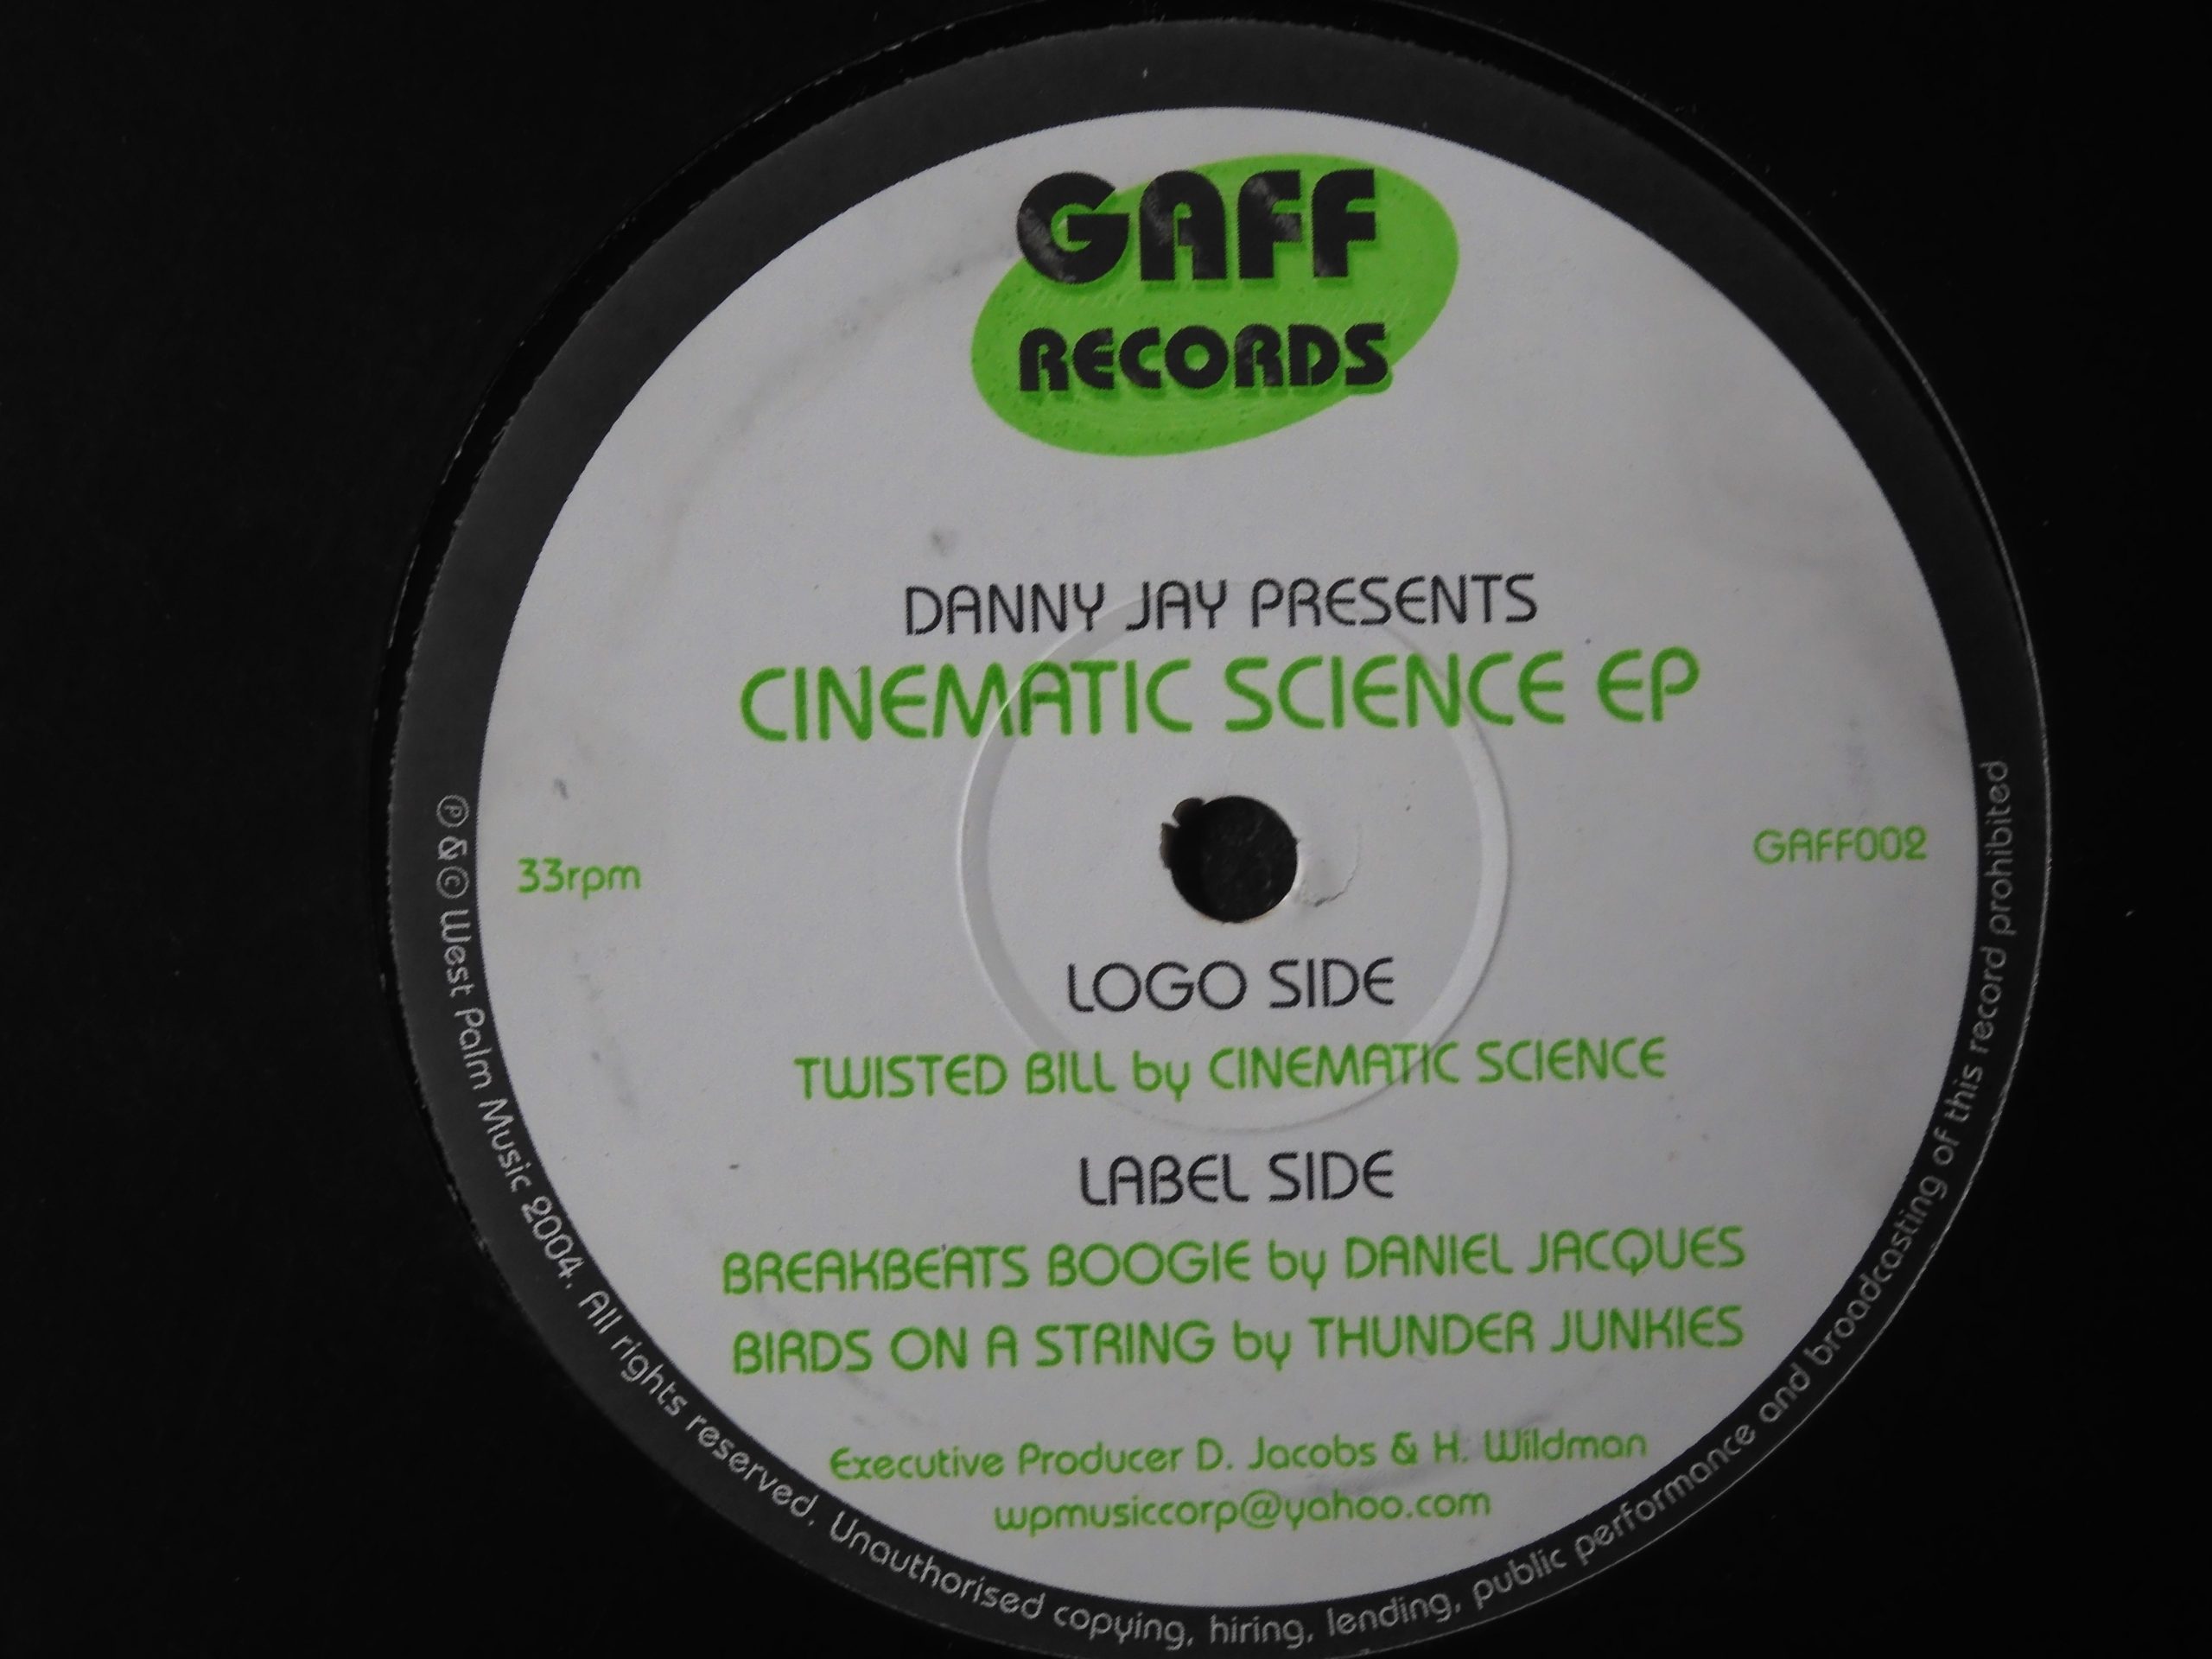 GAFF
RECORDS
DANNY JAY PRESENTS
CINEMATIC SCIENCE EP
33rpm
GAFF002
LOGO SIDE
TWISTED BILL by CINEMATIC SCIENCE
LABEL SIDE
BREAKBEATS BOOGIE by DANIEL JACQUES
BIRDS ON A STRING by THUNDER JUNKIES
Executive Producer D. Jacobs & H. Wildman
wpmusiccorp@yahoo.com
℗ & © West Palm Music 2004. All rights reserved. Unauthorised copying, hiring, lending, public performance and broadcasting of this record prohibited